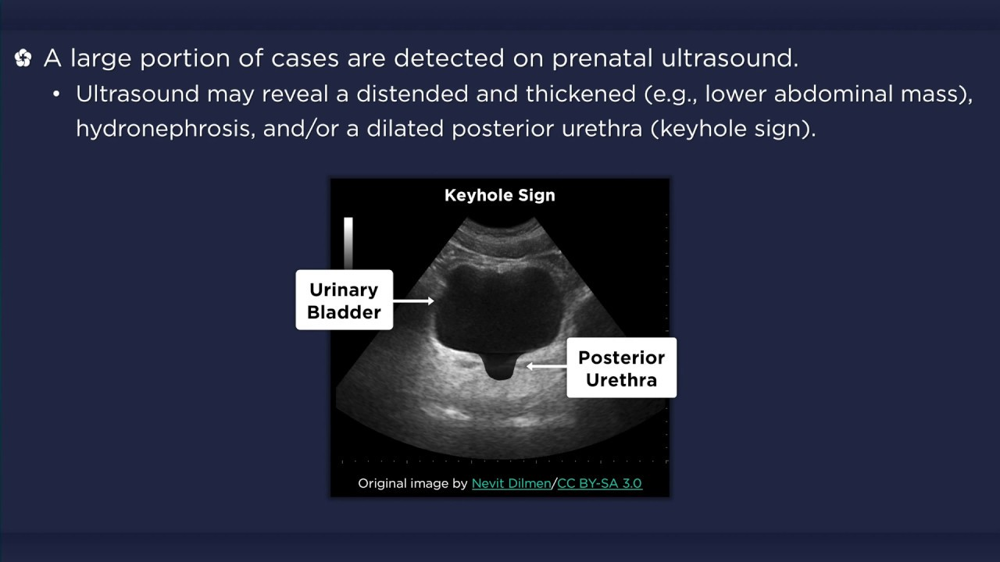 A large portion of cases are detected on prenatal ultrasound.
• Ultrasound may reveal a distended and thickened (e.g., lower abdominal mass),
hydronephrosis, and/or a dilated posterior urethra (keyhole sign).
Keyhole Sign
Urinary
Bladder
Posterior
Urethra
Original image by Nevit Dilmen/CC BY-SA 3.0